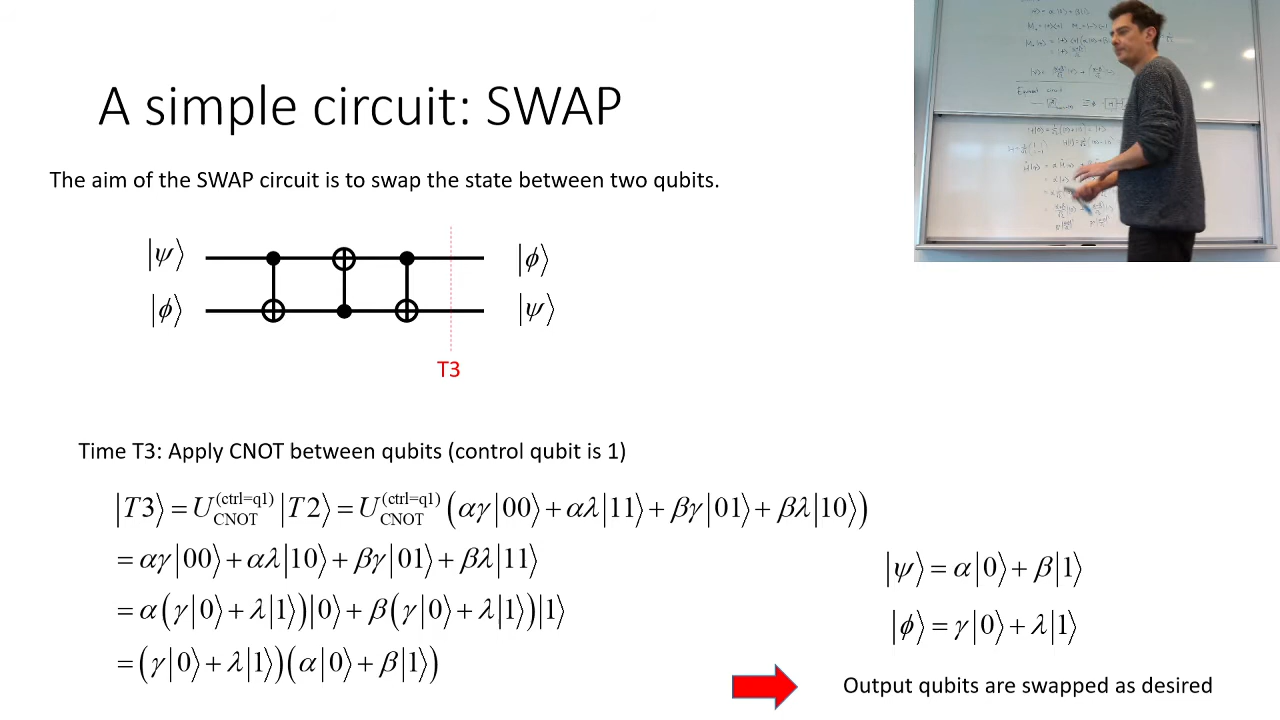 A simple circuit: SWAP
The aim of the SWAP circuit is to swap the state between two qubits.
|ψ⟩ |ϕ⟩
|ϕ⟩ |ψ⟩
T3
Time T3: Apply CNOT between qubits (control qubit is 1)
|T3⟩ = U_CNOT^(ctrl=q1) |T2⟩ = U_CNOT^(ctrl=q1) (αγ|00⟩ + αλ|11⟩ + βγ|01⟩ + βλ|10⟩)
= αγ|00⟩ + αλ|10⟩ + βγ|01⟩ + βλ|11⟩
= α(γ|0⟩ + λ|1⟩)|0⟩ + β(γ|0⟩ + λ|1⟩)|1⟩
= (γ|0⟩ + λ|1⟩)(α|0⟩ + β|1⟩)
|ψ⟩ = α|0⟩ + β|1⟩
|ϕ⟩ = γ|0⟩ + λ|1⟩
Output qubits are swapped as desired